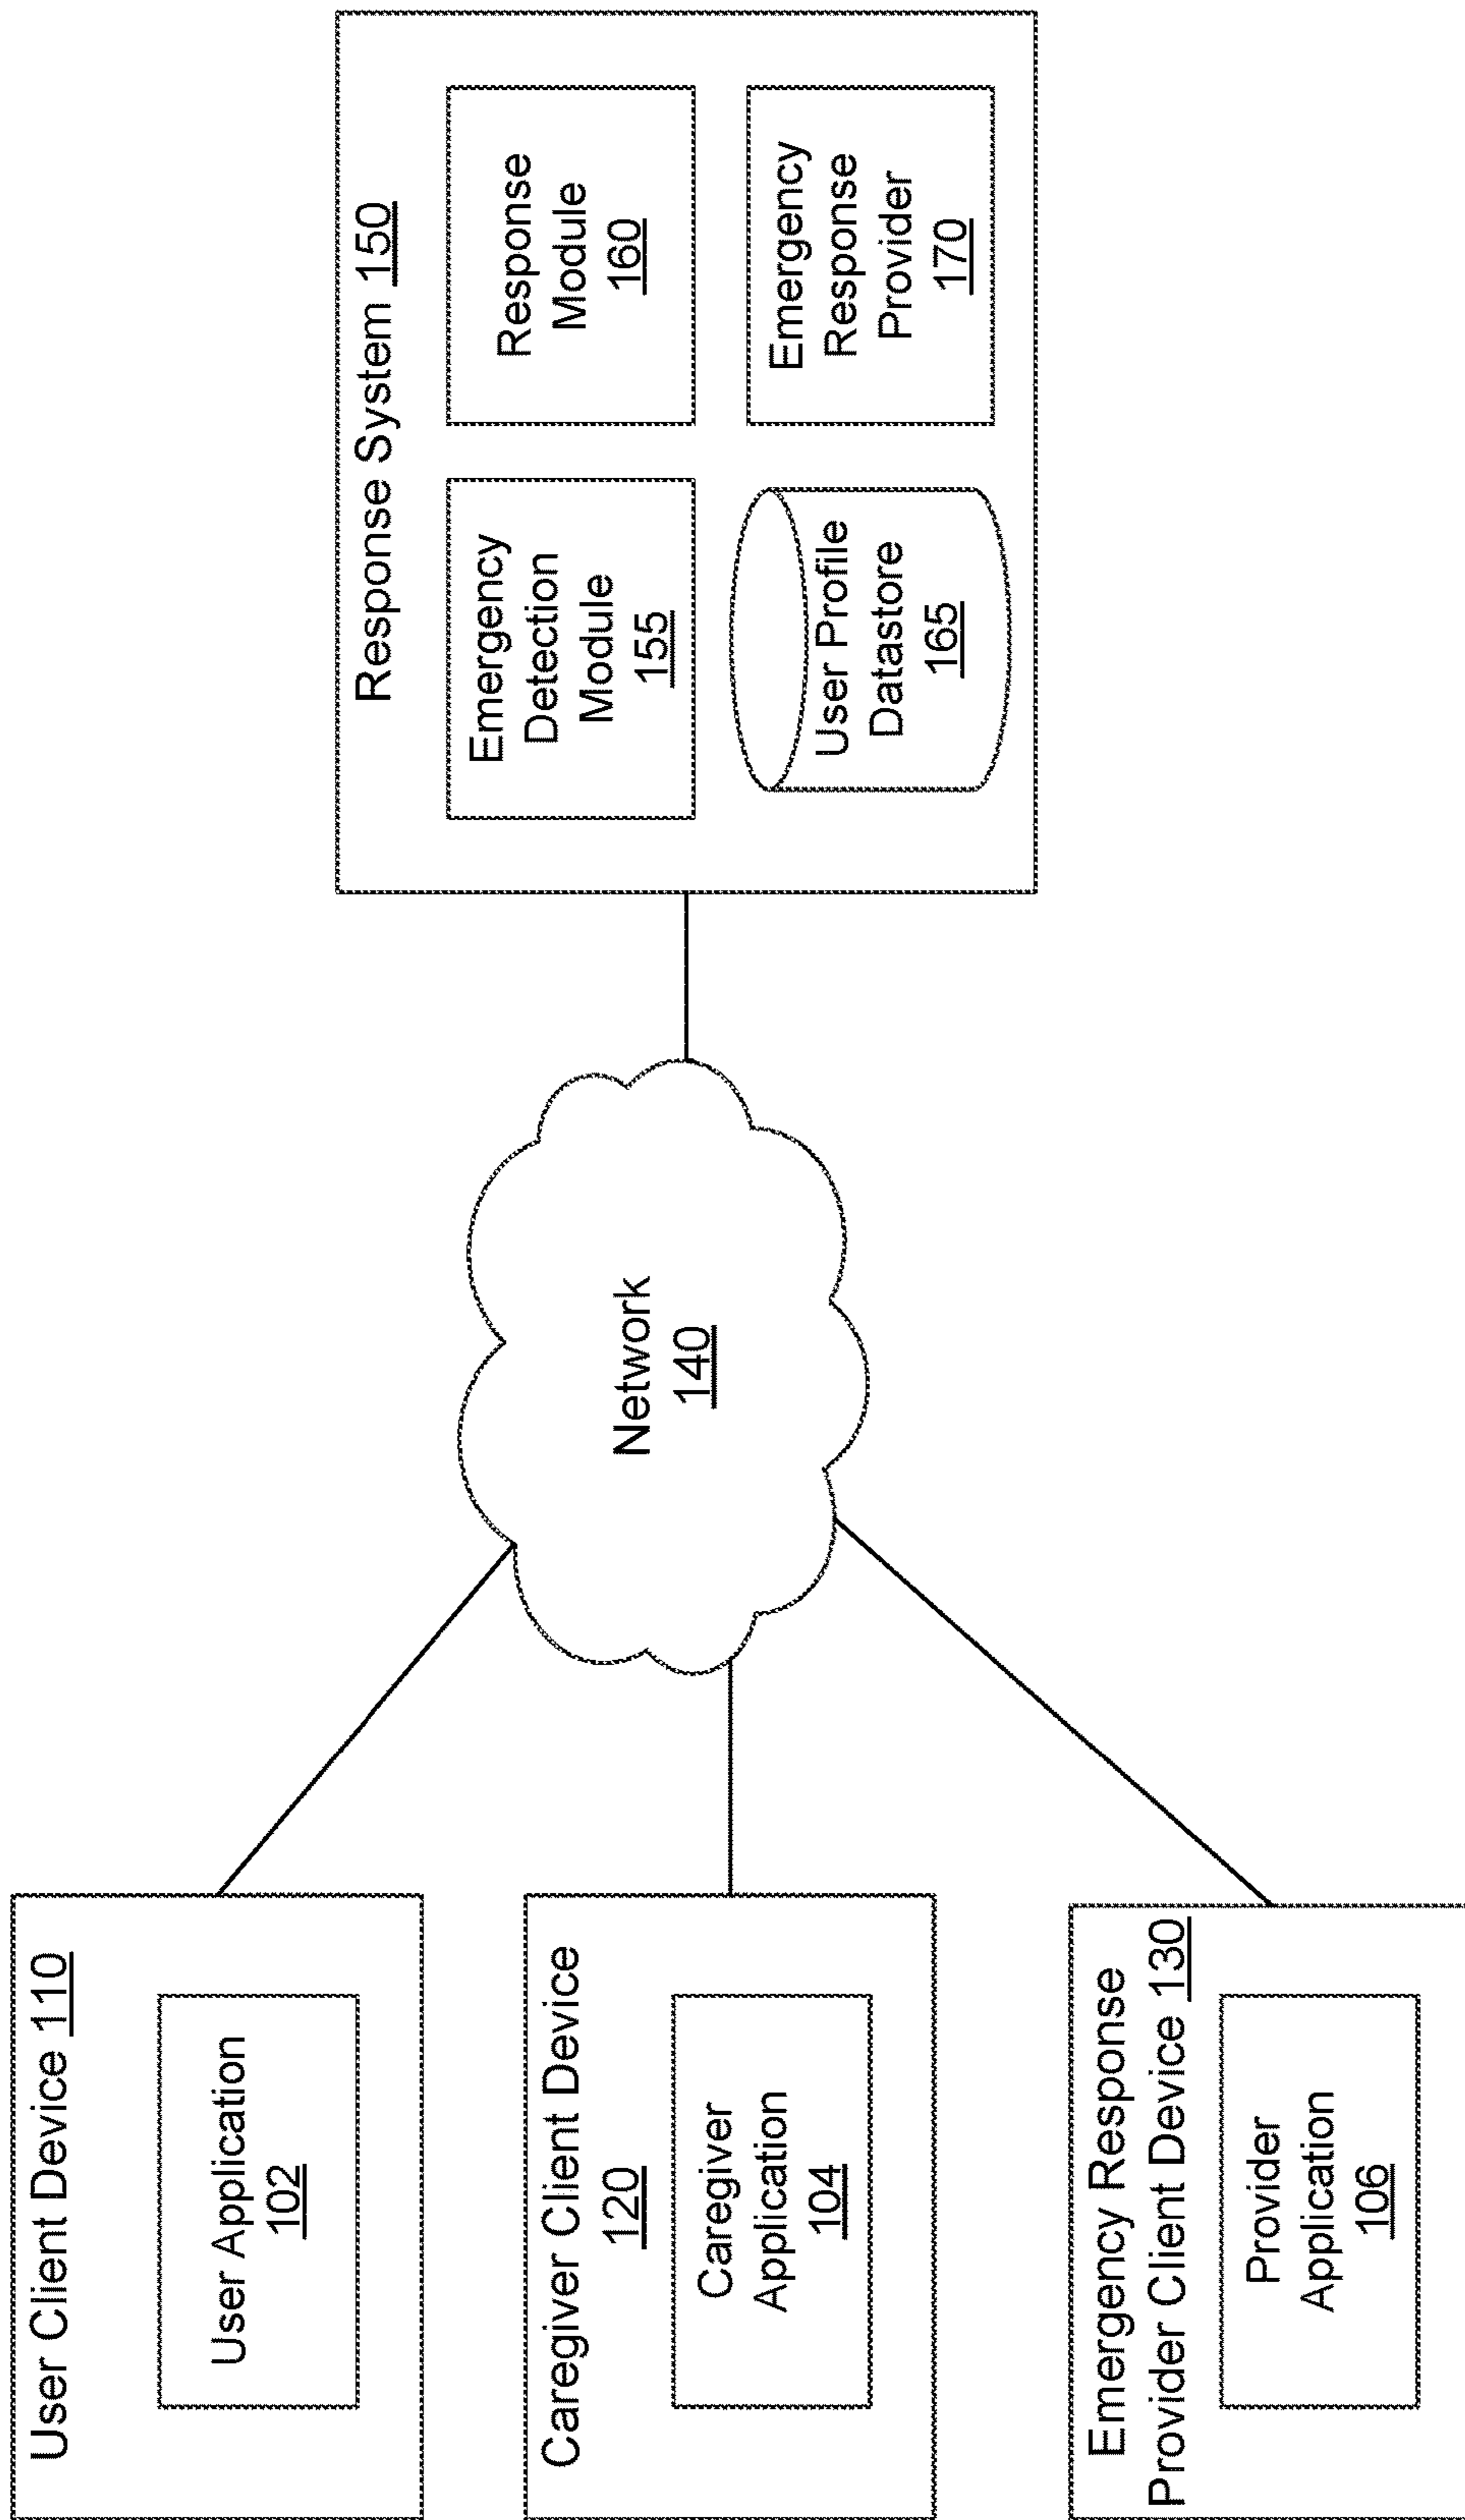 User Client Device 110
User Application
102
Caregiver Client Device
120
Caregiver
Application
104
Emergency Response
Provider Client Device 130
Provider
Application
106
Network
140
Response System 150
Emergency
Detection
Module
155
Response
Module
160
User Profile
Datastore
165
Emergency
Response
Provider
170